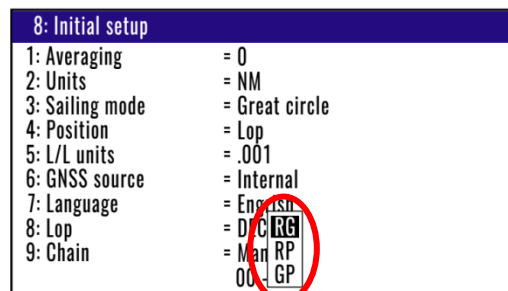 8: Initial setup
1: Averaging = 0
2: Units = NM
3: Sailing mode = Great circle
4: Position = Lop
5: L/L units = .001
6: GNSS source = Internal
7: Language = English
8: Lop = DEC RG
9: Chain = RP
GP